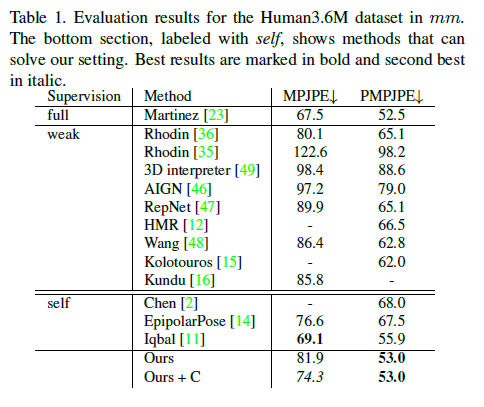 Table 1. Evaluation results for the Human3.6M dataset in mm.
The bottom section, labeled with self, shows methods that can
solve our setting. Best results are marked in bold and second best
in italic.
Supervision Method MPJPE↓ PMPJPE↓
full Martinez [23] 67.5 52.5
weak Rhodin [36] 80.1 65.1
Rhodin [35] 122.6 98.2
3D interpreter [49] 98.4 88.6
AIGN [46] 97.2 79.0
RepNet [47] 89.9 65.1
HMR [12] - 66.5
Wang [48] 86.4 62.8
Kolotouros [15] - 62.0
Kundu [16] 85.8 -
self Chen [2] - 68.0
EpipolarPose [14] 76.6 67.5
Iqbal [11] 69.1 55.9
Ours 81.9 53.0
Ours + C 74.3 53.0